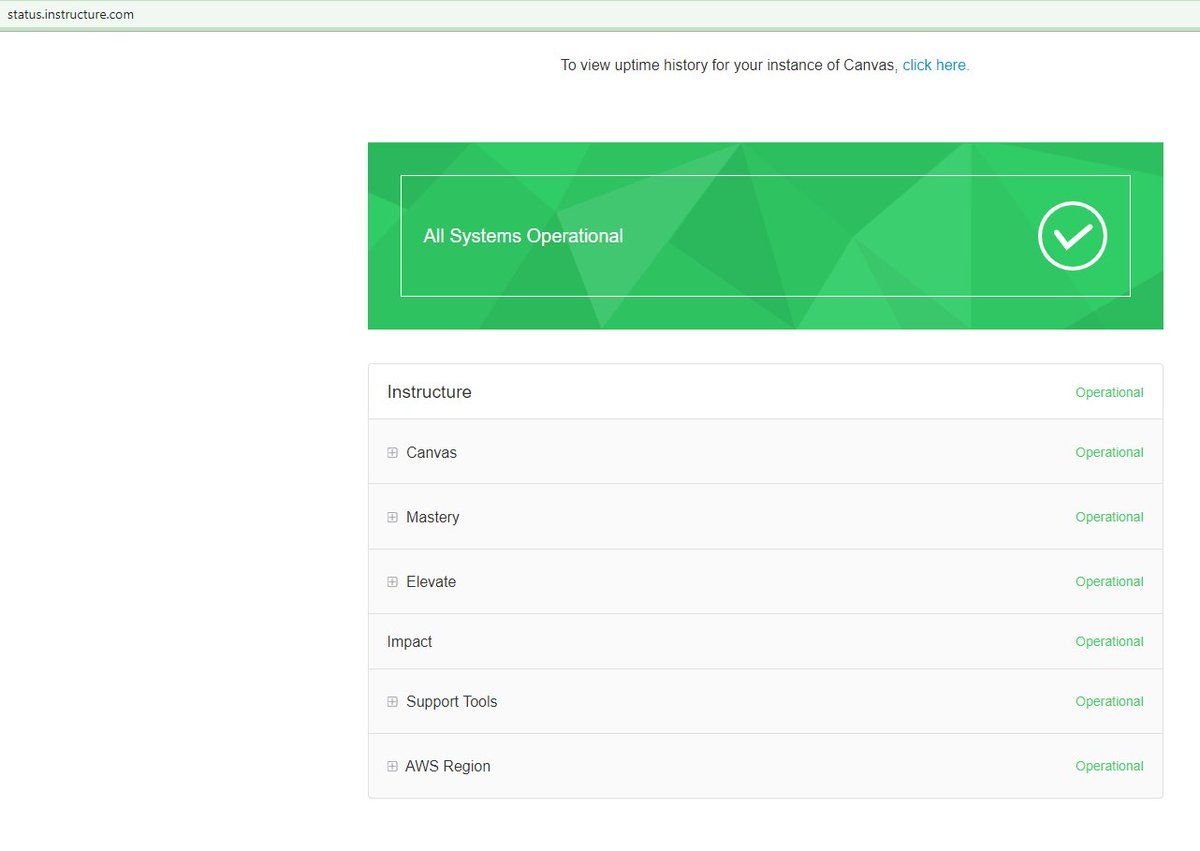 status.instructure.com
To view uptime history for your instance of Canvas, click here.
All Systems Operational
Instructure Operational
Canvas Operational
Mastery Operational
Elevate Operational
Impact Operational
Support Tools Operational
AWS Region Operational